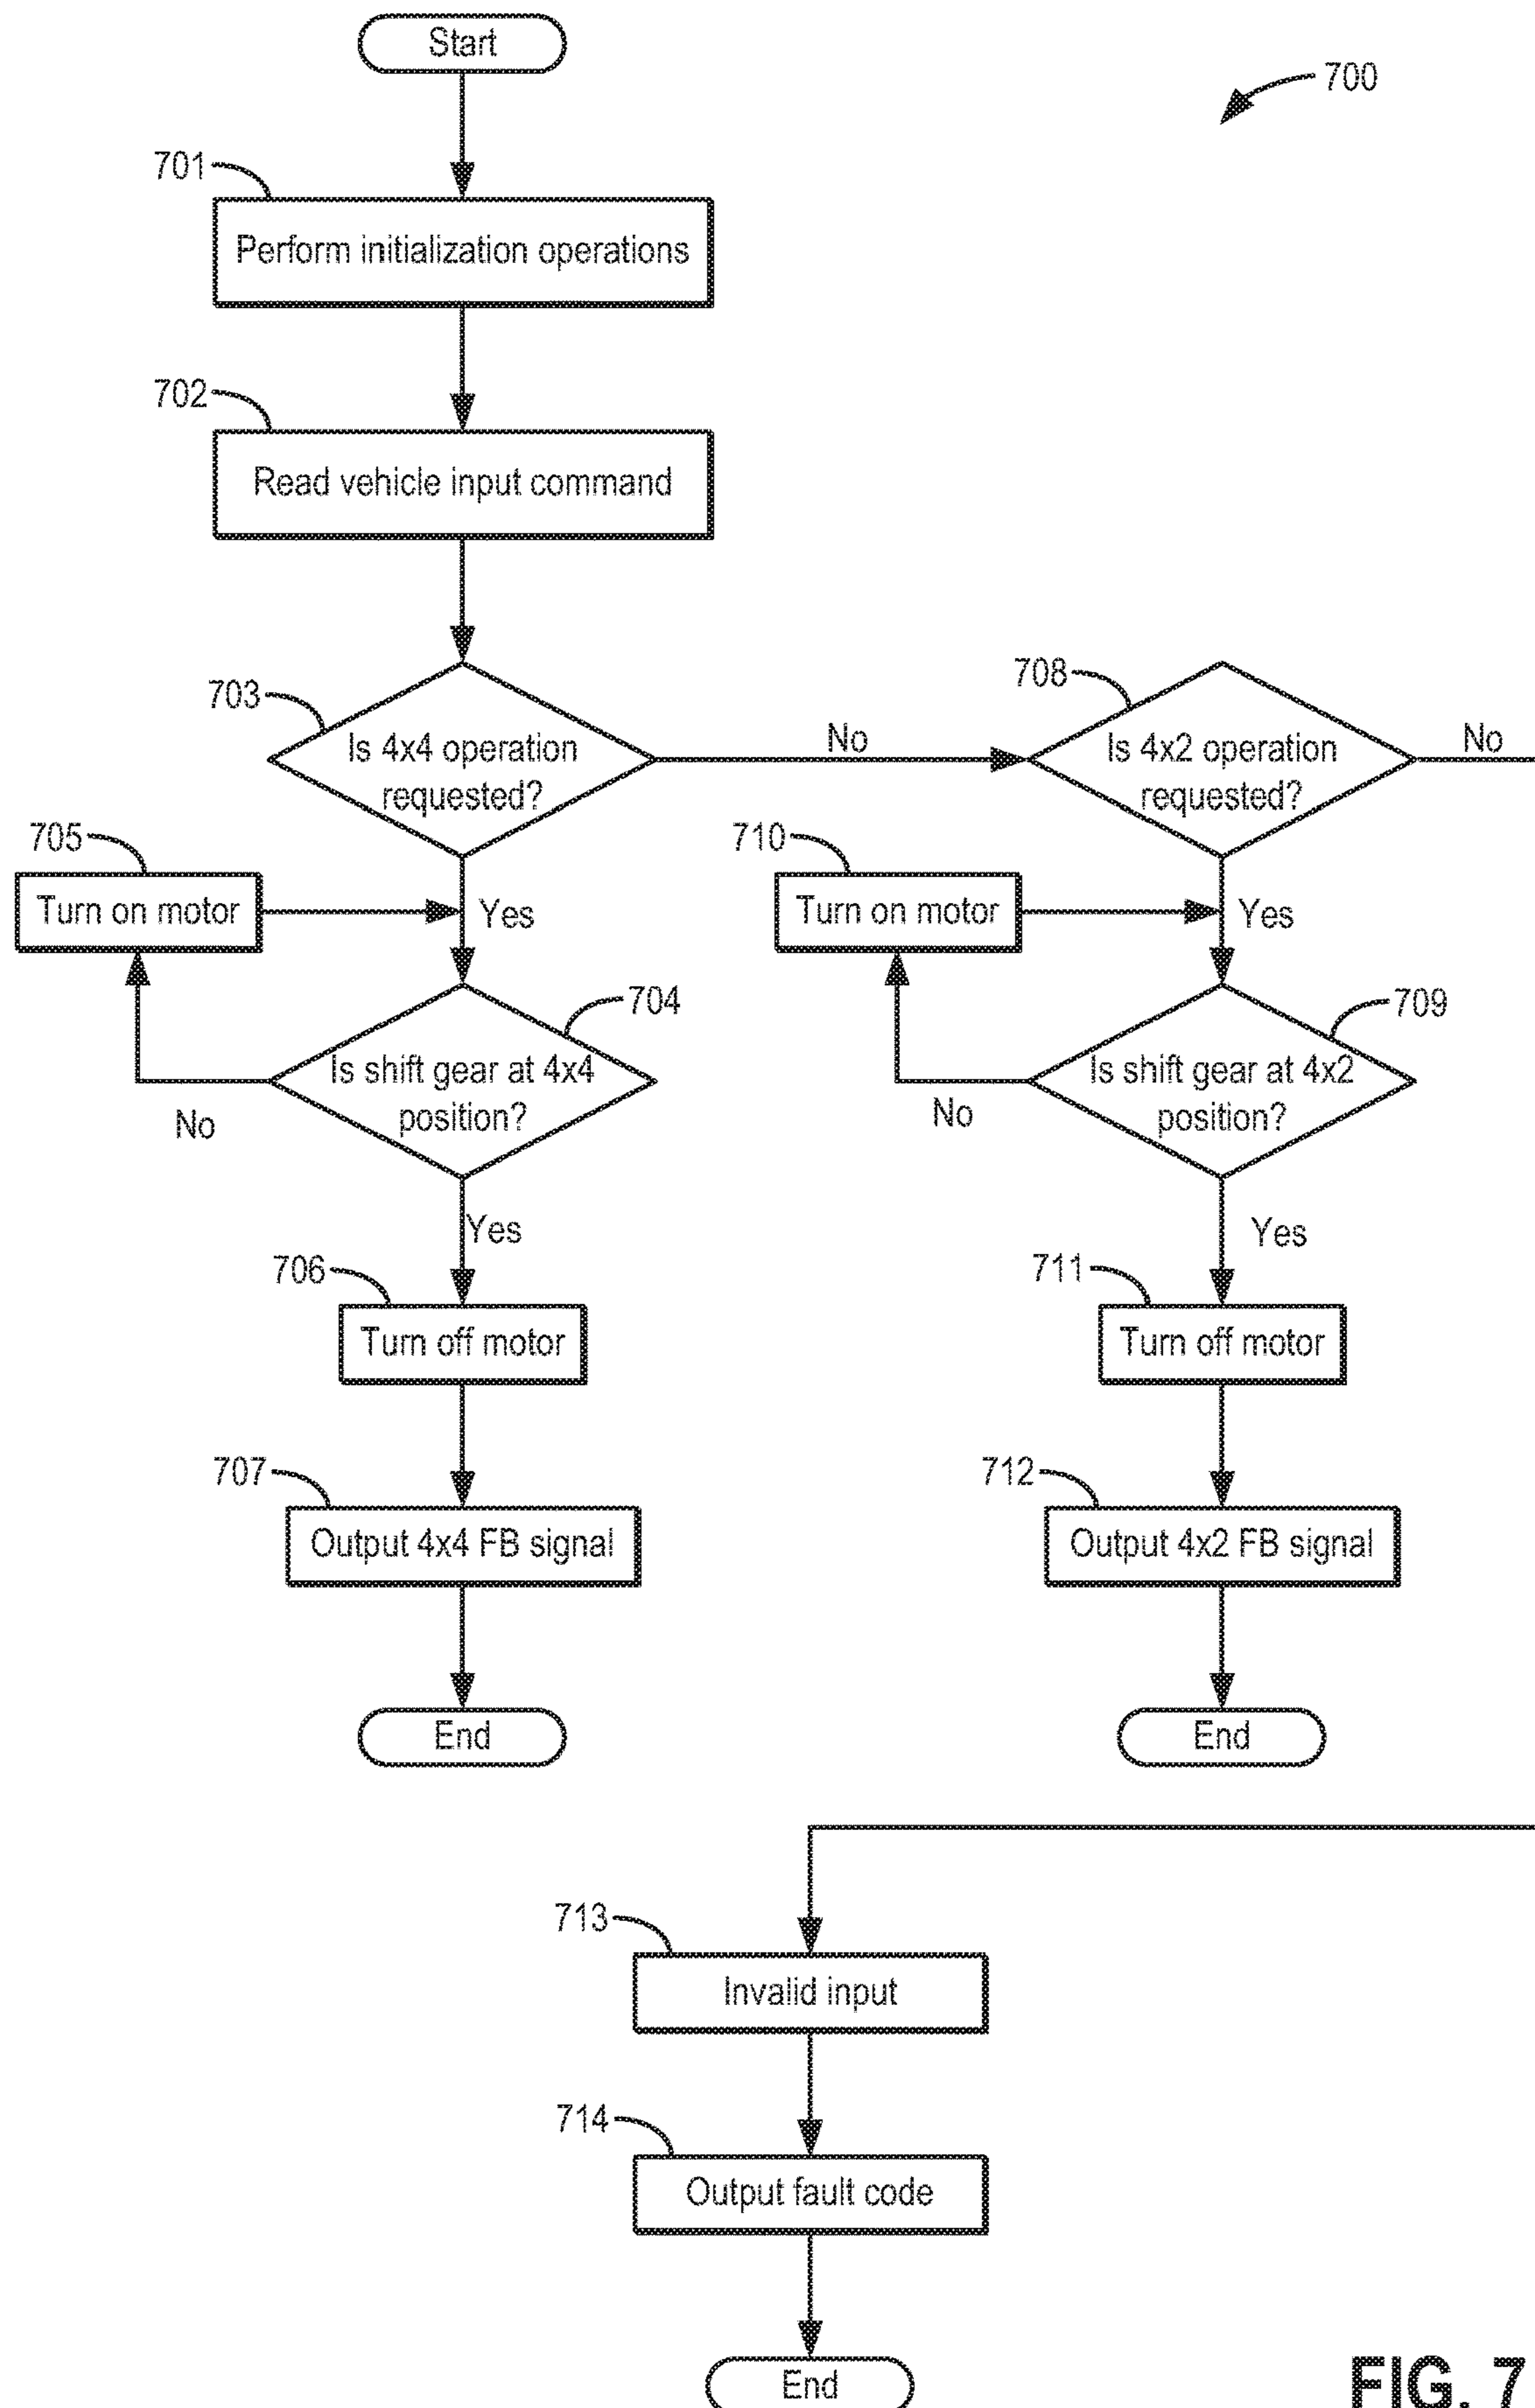 Start
700
701
Perform initialization operations
702
Read vehicle input command
703
Is 4x4 operation
requested?
No
708
Is 4x2 operation
requested?
No
705
Turn on motor
Yes
710
Turn on motor
Yes
704
Is shift gear at 4x4
position?
No
709
Is shift gear at 4x2
position?
No
Yes
Yes
706
Turn off motor
711
Turn off motor
707
Output 4x4 FB signal
712
Output 4x2 FB signal
End
End
713
Invalid input
714
Output fault code
End
FIG. 7